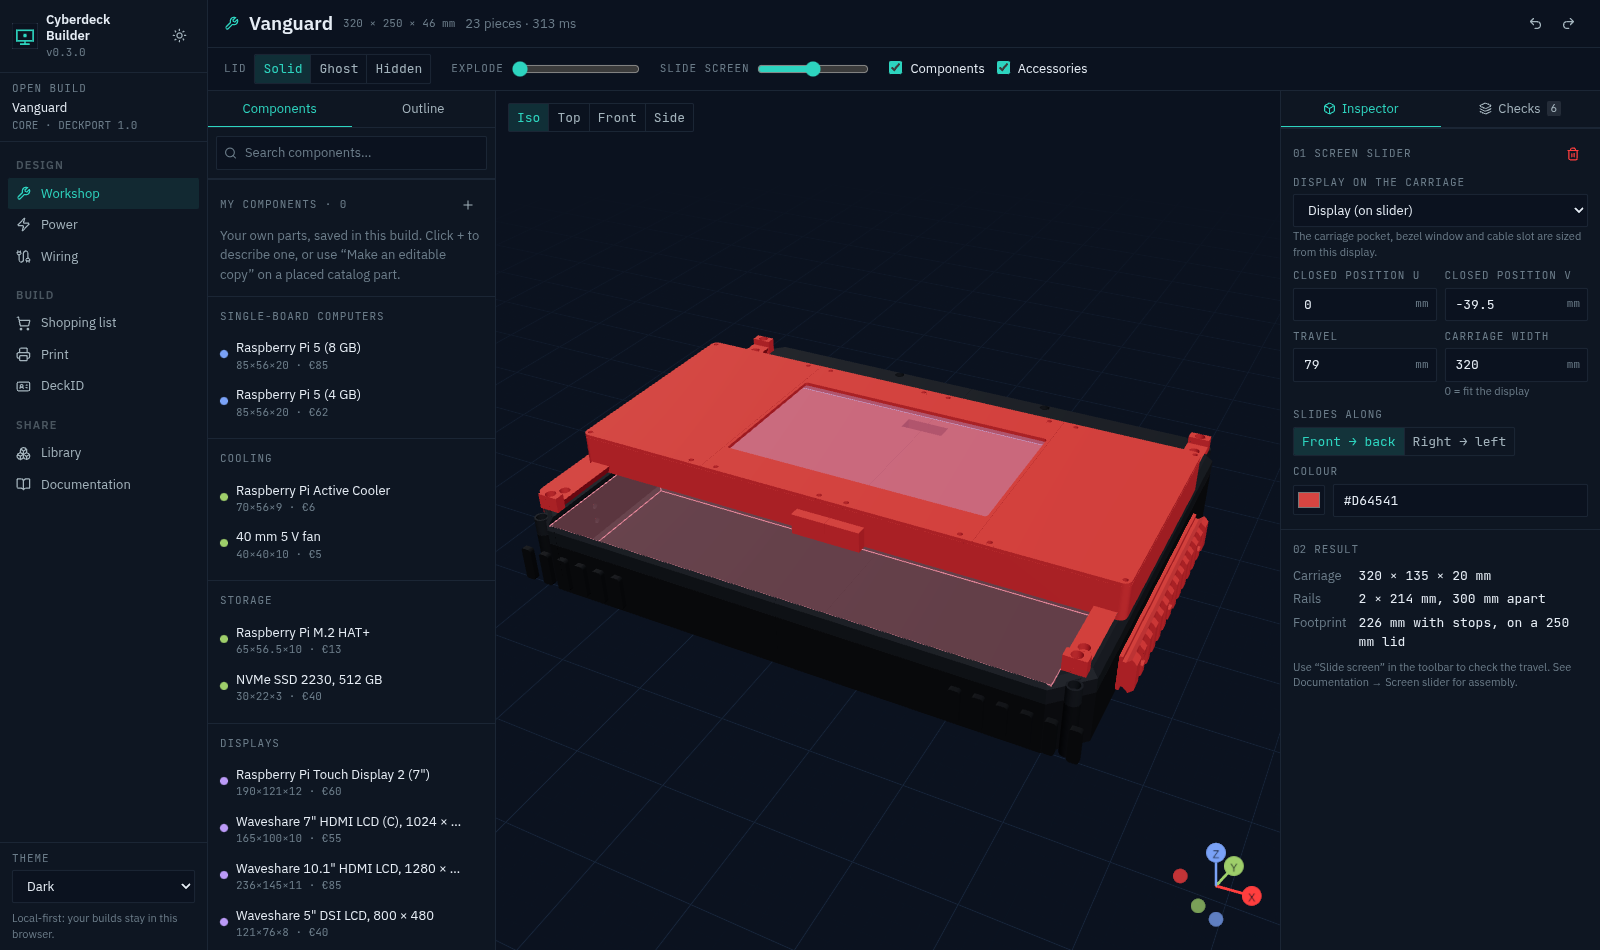 Cyberdeck
Builder
v0.3.0
OPEN BUILD
Vanguard
CORE · DECKPORT 1.0
DESIGN
Workshop
Power
Wiring
BUILD
Shopping list
Print
DeckID
SHARE
Library
Documentation
THEME
Dark
Local-first: your builds stay in this
browser.
Vanguard 320 × 250 × 46 mm 23 pieces · 313 ms
LID Solid Ghost Hidden EXPLODE SLIDE SCREEN Components Accessories
Components Outline
Search components...
MY COMPONENTS · 0
Your own parts, saved in this build. Click + to
describe one, or use “Make an editable
copy” on a placed catalog part.
SINGLE-BOARD COMPUTERS
Raspberry Pi 5 (8 GB)
85×56×20 · €85
Raspberry Pi 5 (4 GB)
85×56×20 · €62
COOLING
Raspberry Pi Active Cooler
70×56×9 · €6
40 mm 5 V fan
40×40×10 · €5
STORAGE
Raspberry Pi M.2 HAT+
65×56.5×10 · €13
NVMe SSD 2230, 512 GB
30×22×3 · €40
DISPLAYS
Raspberry Pi Touch Display 2 (7")
190×121×12 · €60
Waveshare 7" HDMI LCD (C), 1024 × ...
165×100×10 · €55
Waveshare 10.1" HDMI LCD, 1280 × ...
236×145×11 · €85
Waveshare 5" DSI LCD, 800 × 480
121×76×8 · €40
Iso Top Front Side
Z
Y
X
Inspector Checks 6
01 SCREEN SLIDER
DISPLAY ON THE CARRIAGE
Display (on slider)
The carriage pocket, bezel window and cable slot are sized
from this display.
CLOSED POSITION U CLOSED POSITION V
0 mm -39.5 mm
TRAVEL CARRIAGE WIDTH
79 mm 320 mm
0 = fit the display
SLIDES ALONG
Front → back Right → left
COLOUR
#D64541
02 RESULT
Carriage 320 × 135 × 20 mm
Rails 2 × 214 mm, 300 mm apart
Footprint 226 mm with stops, on a 250
mm lid
Use “Slide screen” in the toolbar to check the travel. See
Documentation → Screen slider for assembly.